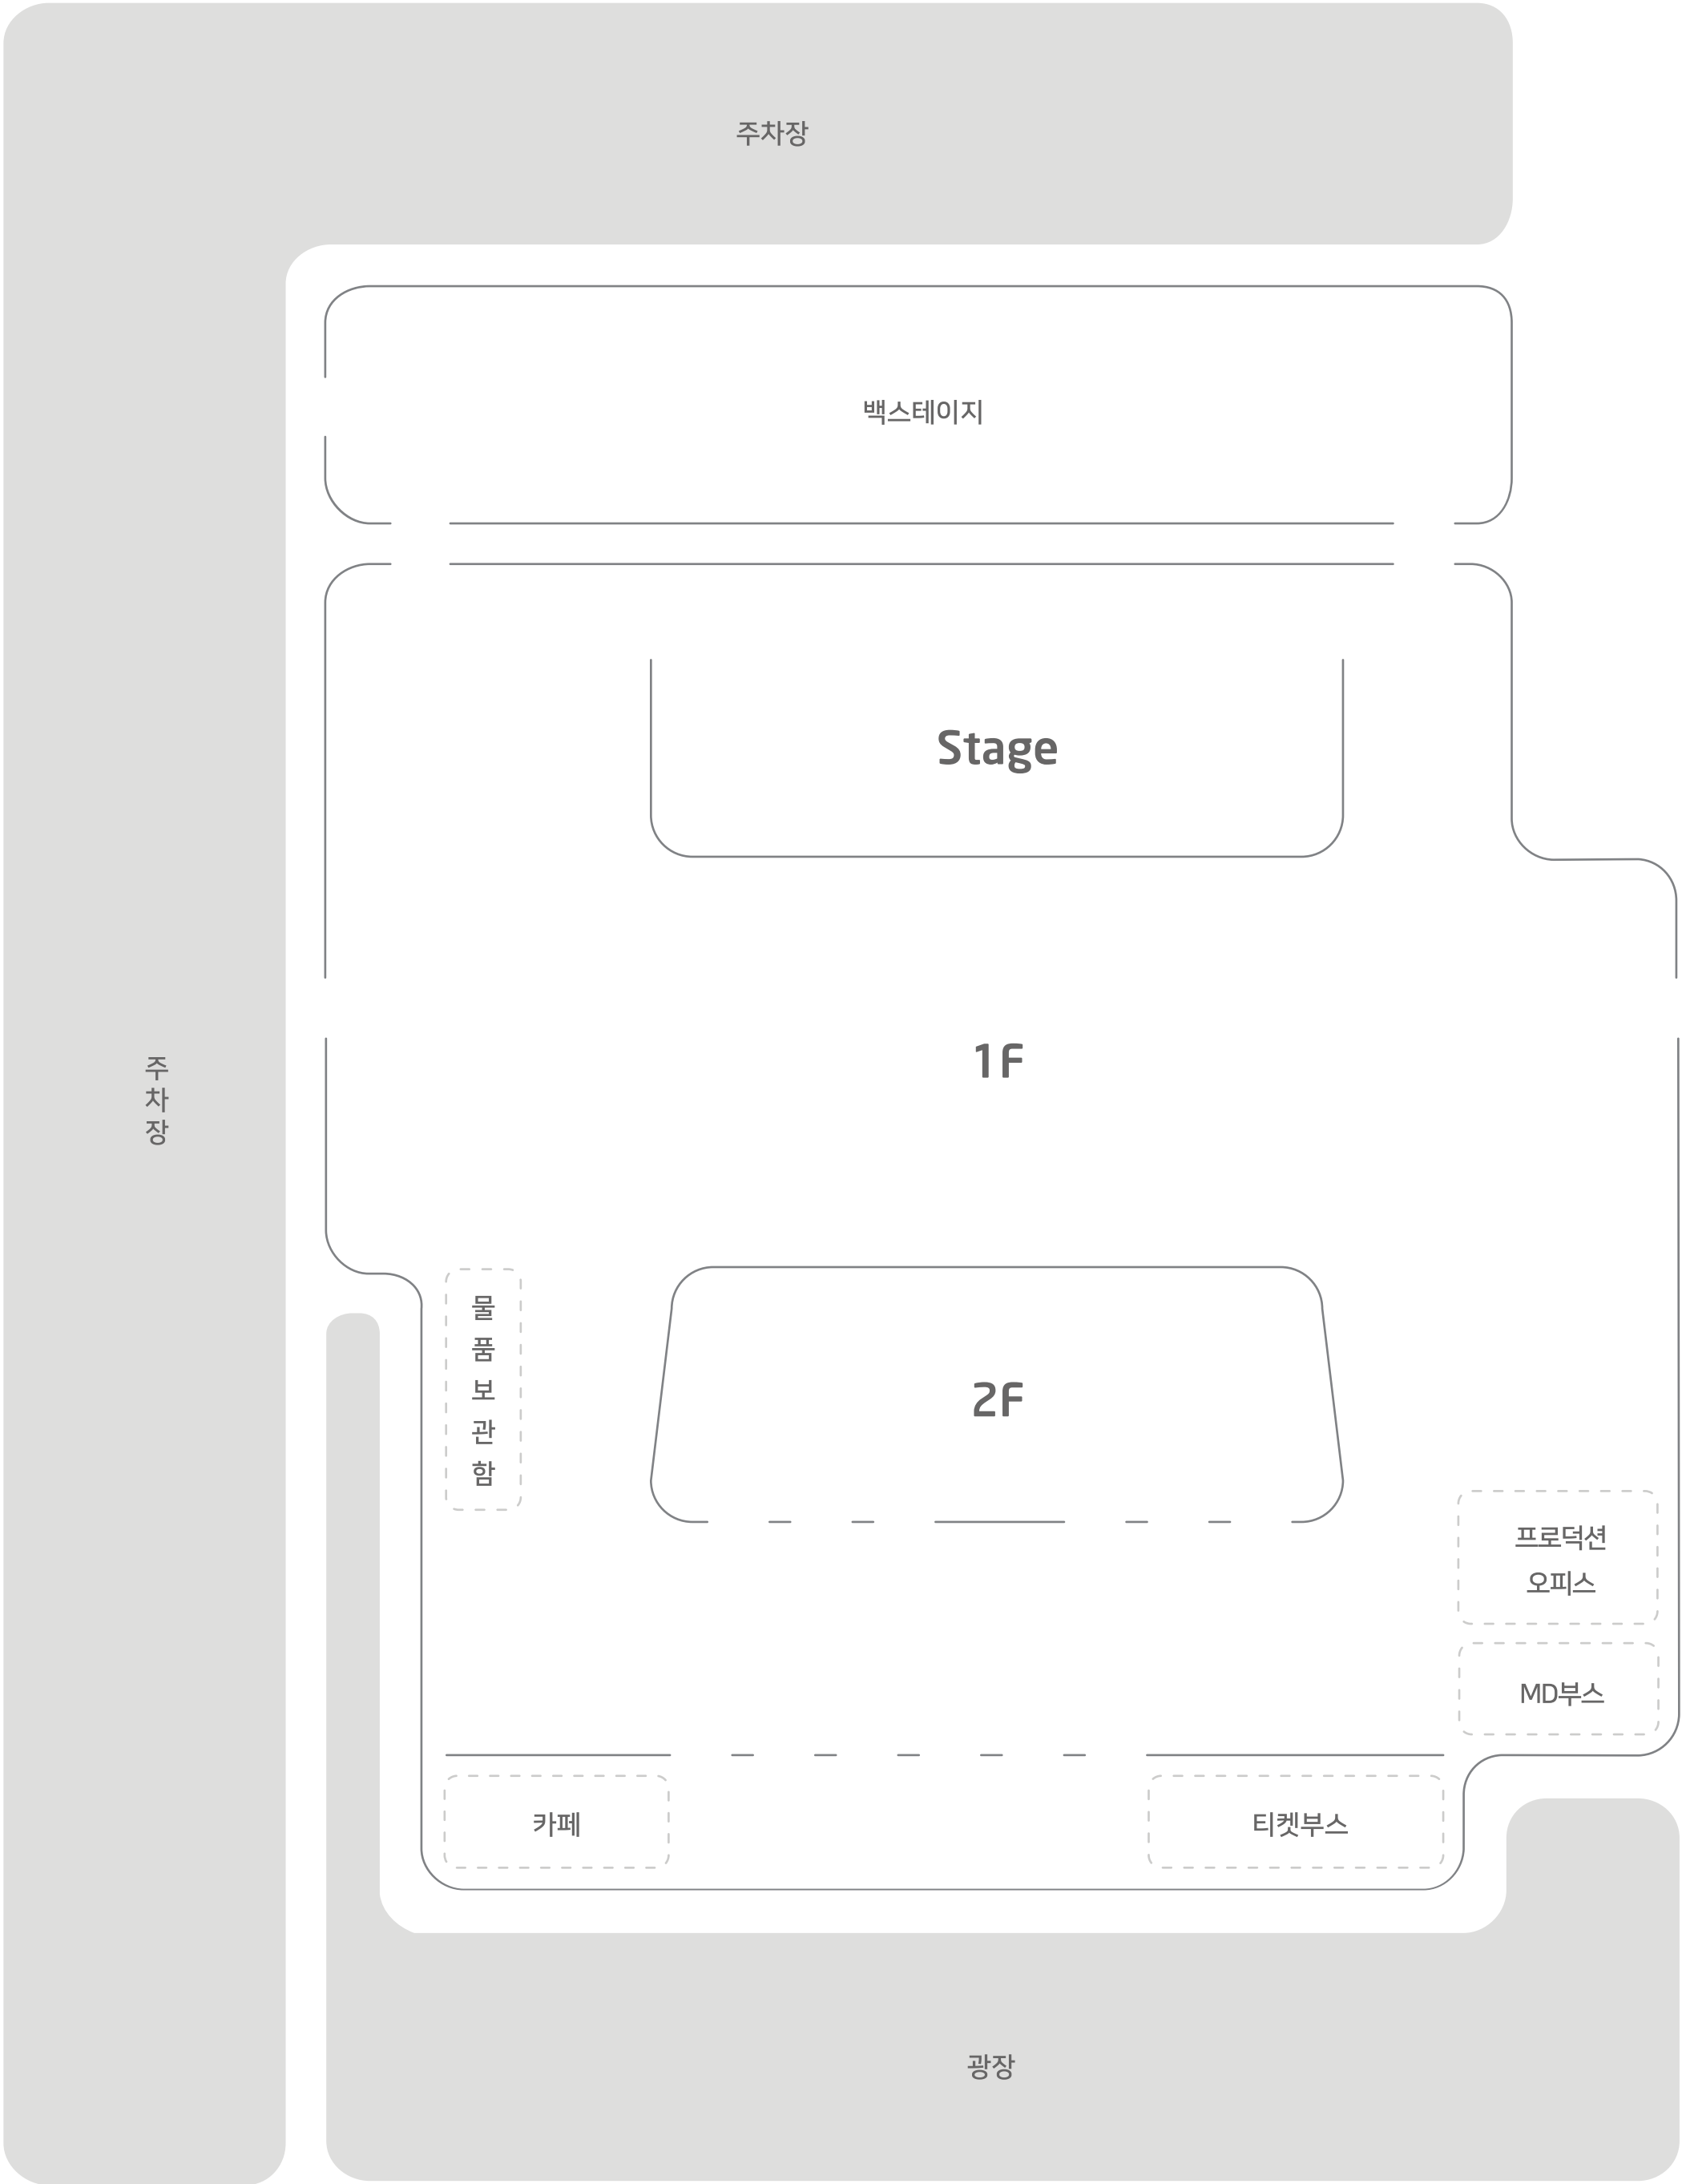 주차장
백스테이지
Stage
1F
주
차
장
물
품
보
관
함
2F
프로덕션
오피스
MD부스
카페
티켓부스
광장